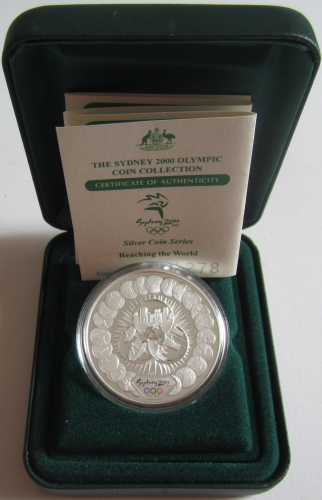 THE SYDNEY 2000 OLYMPIC
COIN COLLECTION
CERTIFICATE OF AUTHENTICITY
Sydney 2000
Silver Coin Series
Reaching the World
278
Sydney 2000